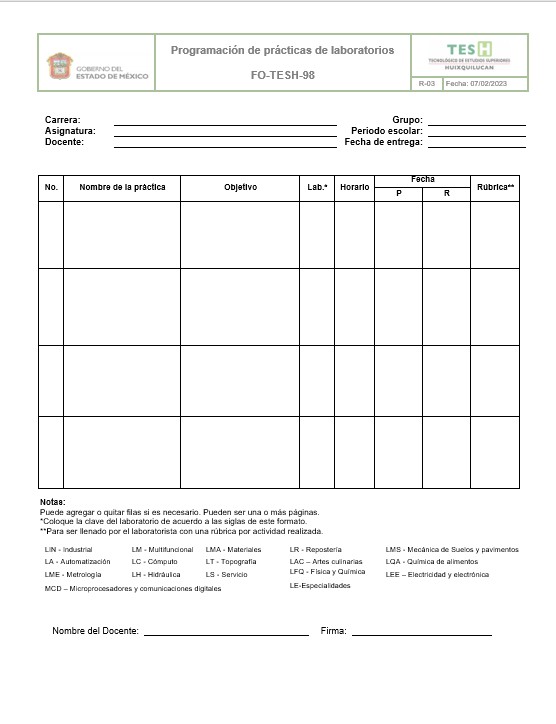 GOBIERNO DEL
ESTADO DE MÉXICO
Programación de prácticas de laboratorios
FO-TESH-98
TESH
TECNOLÓGICO DE ESTUDIOS SUPERIORES
HUIXQUILUCAN
R-03 Fecha: 07/02/2023
Carrera: Grupo:
Asignatura: Periodo escolar:
Docente: Fecha de entrega:
No. Nombre de la práctica Objetivo Lab.* Horario Fecha Rúbrica**
P R
Notas:
Puede agregar o quitar filas si es necesario. Pueden ser una o más páginas.
*Coloque la clave del laboratorio de acuerdo a las siglas de este formato.
**Para ser llenado por el laboratorista con una rúbrica por actividad realizada.
LIN - Industrial LM - Multifuncional LMA - Materiales LR - Repostería LMS - Mecánica de Suelos y pavimentos
LA - Automatización LC - Cómputo LT - Topografía LAC – Artes culinarias LQA - Química de alimentos
LME - Metrología LH - Hidráulica LS - Servicio LFQ - Física y Química LEE – Electricidad y electrónica
MCD – Microprocesadores y comunicaciones digitales LE-Especialidades
Nombre del Docente: Firma: